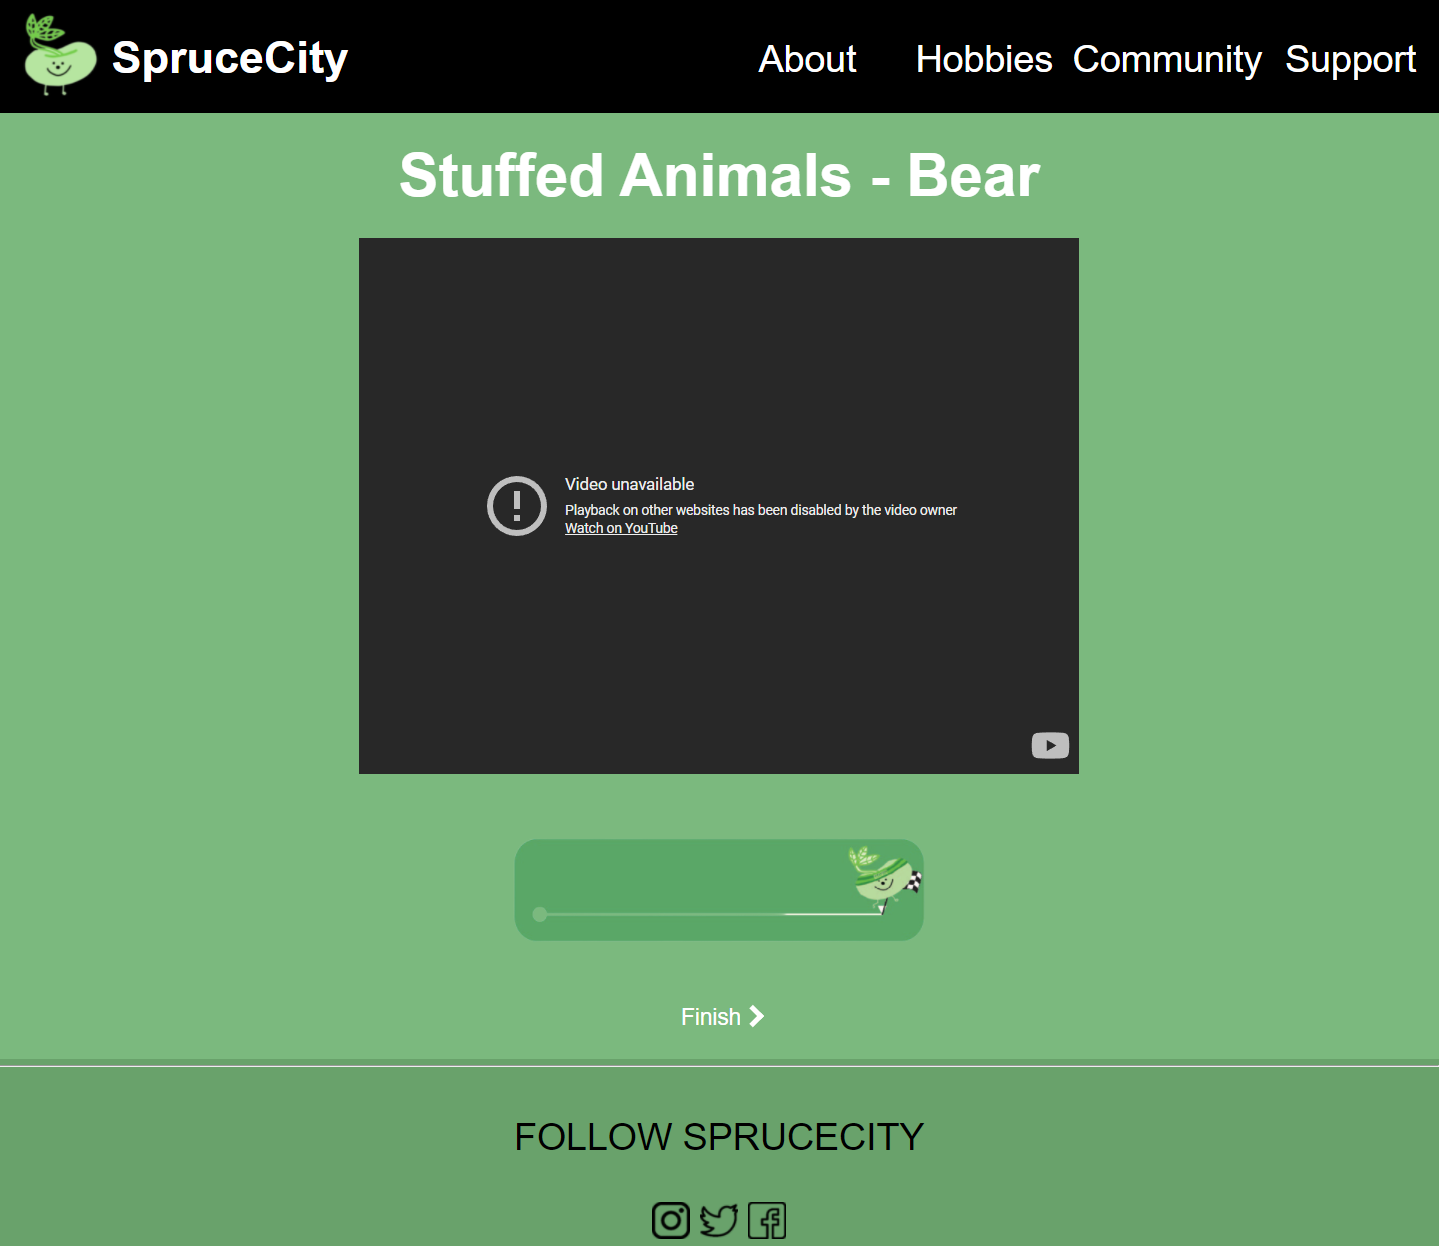 SpruceCity
About Hobbies Community Support
Stuffed Animals - Bear
Video unavailable
Playback on other websites has been disabled by the video owner
Watch on YouTube
Finish
FOLLOW SPRUCECITY